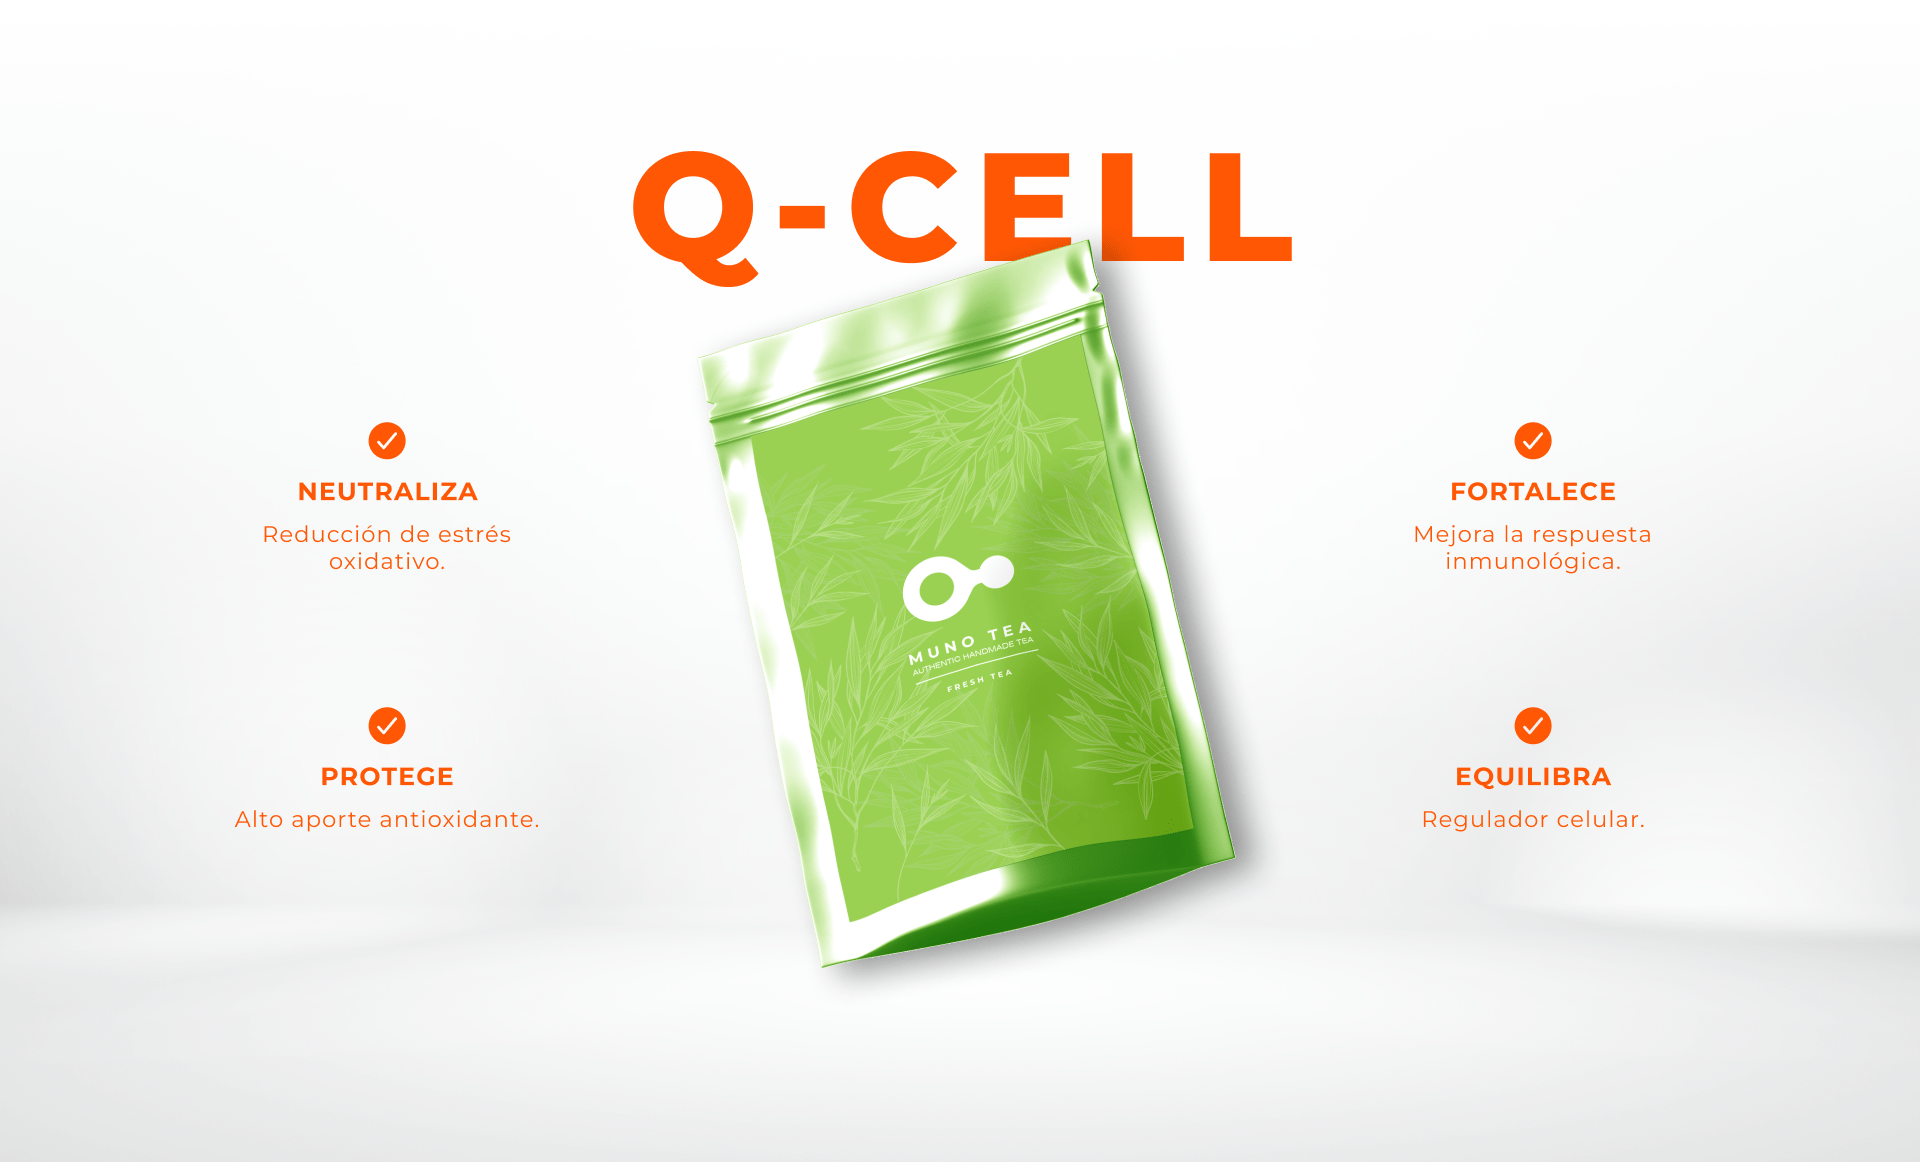 Q-CELL
NEUTRALIZA
Reducción de estrés
oxidativo.
PROTEGE
Alto aporte antioxidante.
MUNO TEA
AUTHENTIC HANDMADE TEA
FRESH TEA
FORTALECE
Mejora la respuesta
inmunológica.
EQUILIBRA
Regulador celular.